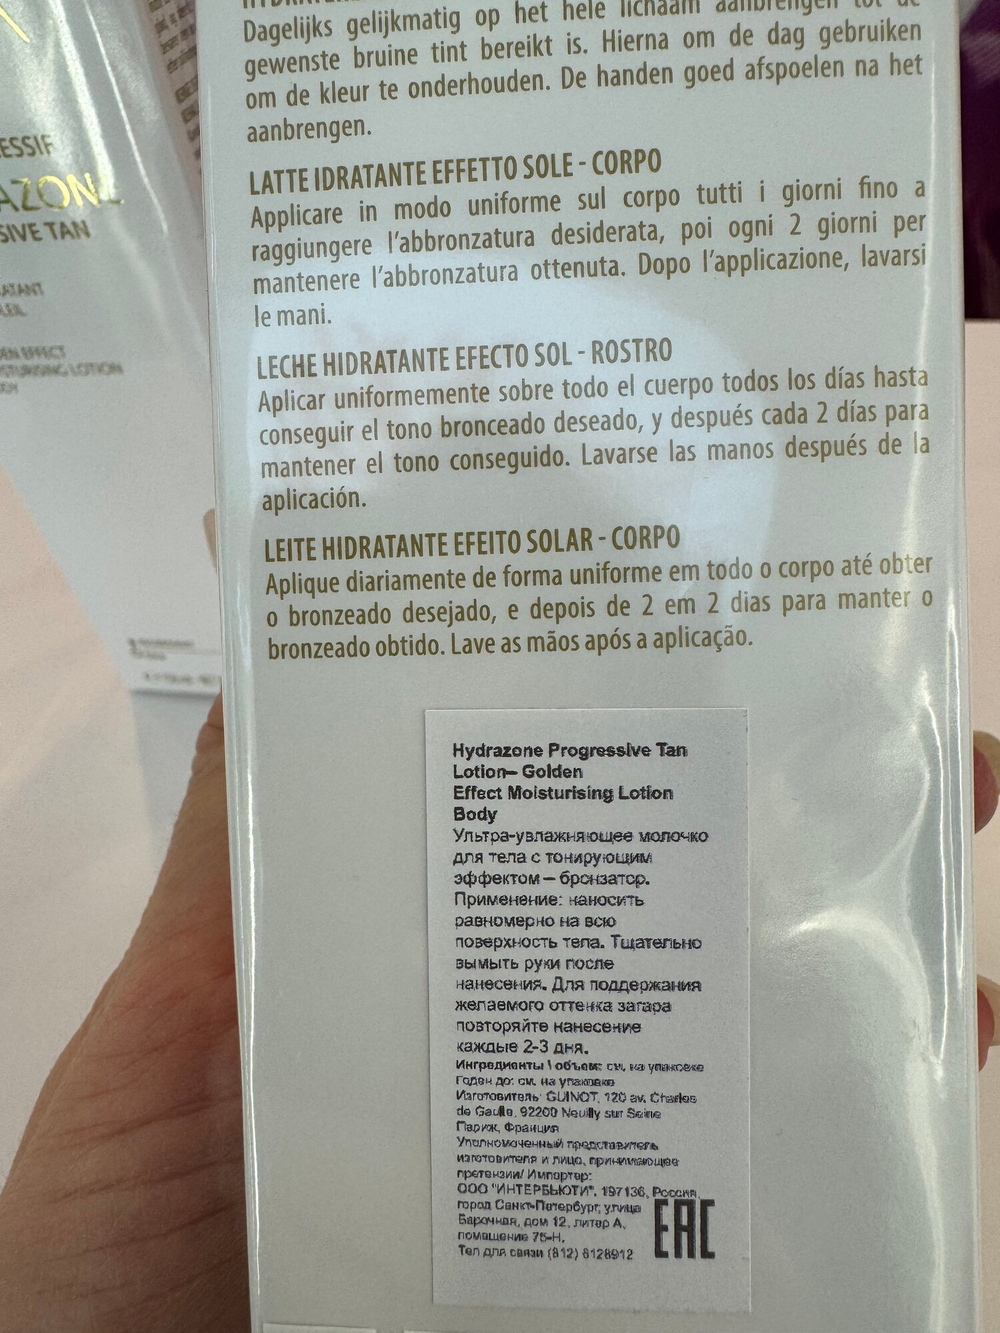 Dagelijks gelijkmatig op het hele lichaam aanbrengen tot de
gewenste bruine tint bereikt is. Hierna om de dag gebruiken
om de kleur te onderhouden. De handen goed afspoelen na het
aanbrengen.
LATTE IDRATANTE EFFETTO SOLE - CORPO
Applicare in modo uniforme sul corpo tutti i giorni fino a
raggiungere l'abbronzatura desiderata, poi ogni 2 giorni per
mantenere l'abbronzatura ottenuta. Dopo l'applicazione, lavarsi
le mani.
LECHE HIDRATANTE EFECTO SOL - ROSTRO
Aplicar uniformemente sobre todo el cuerpo todos los días hasta
conseguir el tono bronceado deseado, y después cada 2 días para
mantener el tono conseguido. Lavarse las manos después de la
aplicación.
LEITE HIDRATANTE EFEITO SOLAR - CORPO
Aplique diariamente de forma uniforme em todo o corpo até obter
o bronzeado desejado, e depois de 2 em 2 dias para manter o
bronzeado obtido. Lave as mãos após a aplicação.
Hydrazone Progressive Tan
Lotion– Golden
Effect Moisturising Lotion
Body
Ультра-увлажняющее молочко
для тела с тонирующим
эффектом – бронзатор.
Применение: наносить
равномерно на всю
поверхность тела. Тщательно
вымыть руки после
нанесения. Для поддержания
желаемого оттенка загара
повторяйте нанесение
каждые 2-3 дня.
Ингредиенты \ объем: см. на упаковке
Годен до: см. на упаковке
Изготовитель: GUINOT, 120 av. Charles
de Gaulle, 92200 Neuilly sur Seine
Париж, Франция
Уполномоченный представитель
изготовителя и лицо, принимающее
претензии/ Импортер:
ООО "ИНТЕРБЬЮТИ", 197136, Россия,
город Санкт-Петербург, улица
Барочная, дом 12, литер А,
помещение 75-Н.
Тел для связи (812) 6128912
EAC
ESSIF
AZONE
SIVE TAN
ATANT
LEIL
EN EFFECT
STURISING LOTION